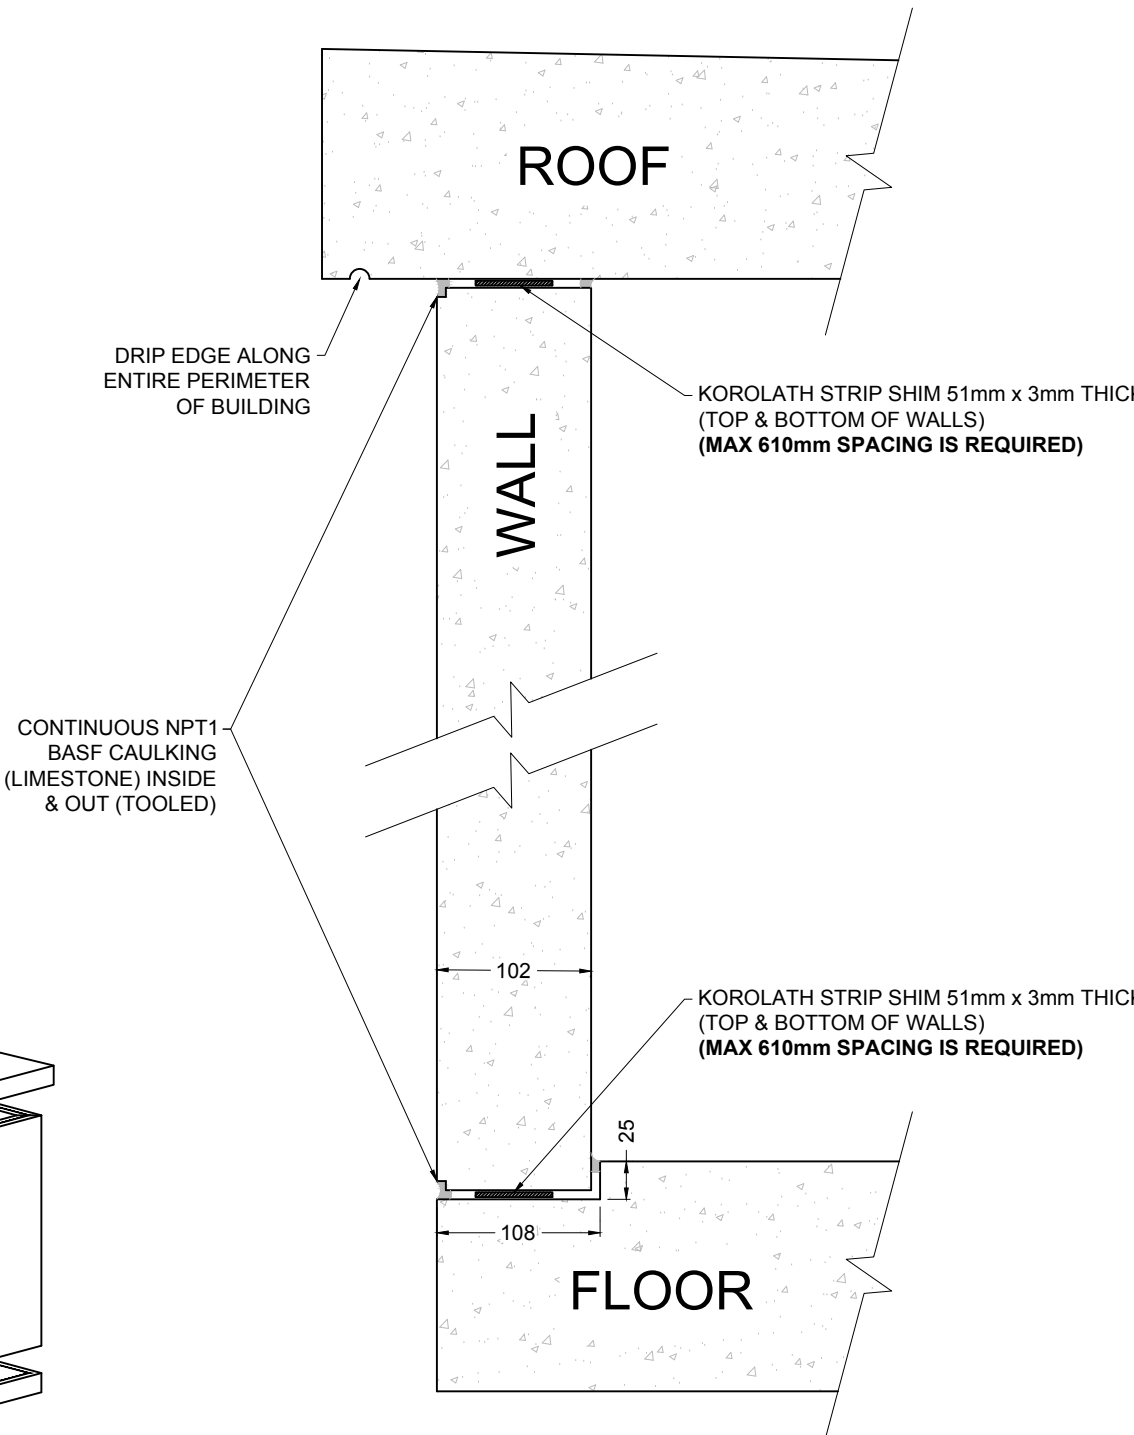 ROOF
DRIP EDGE ALONG
ENTIRE PERIMETER
OF BUILDING
KOROLATH STRIP SHIM 51mm x 3mm
(TOP & BOTTOM OF WALLS)
(MAX 610mm SPACING IS REQUIRED)
WALL
CONTINUOUS NPT1
BASF CAULKING
(LIMESTONE) INSIDE
& OUT (TOOLED)
102
KOROLATH STRIP SHIM 51mm x 3mm
(TOP & BOTTOM OF WALLS)
(MAX 610mm SPACING IS REQUIRED)
25
108
FLOOR